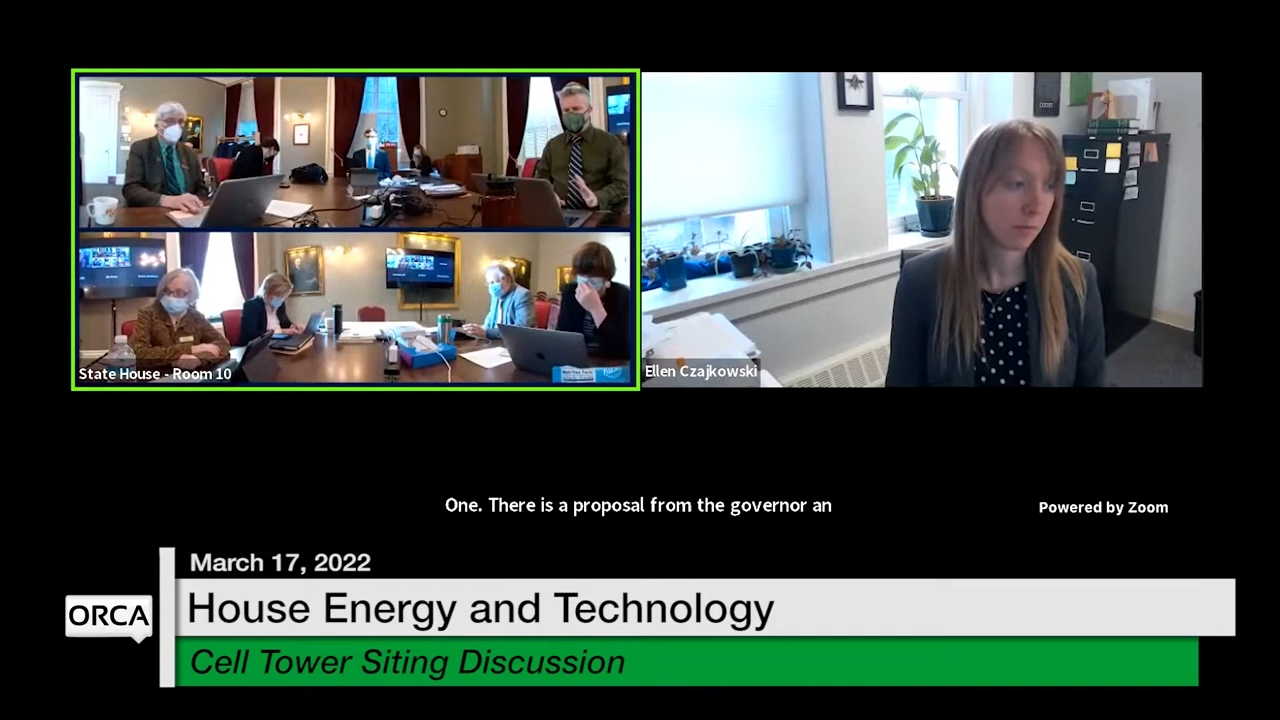 State House - Room 10
Ellen Czajkowski
One. There is a proposal from the governor an
Powered by Zoom
March 17, 2022
ORCA
House Energy and Technology
Cell Tower Siting Discussion